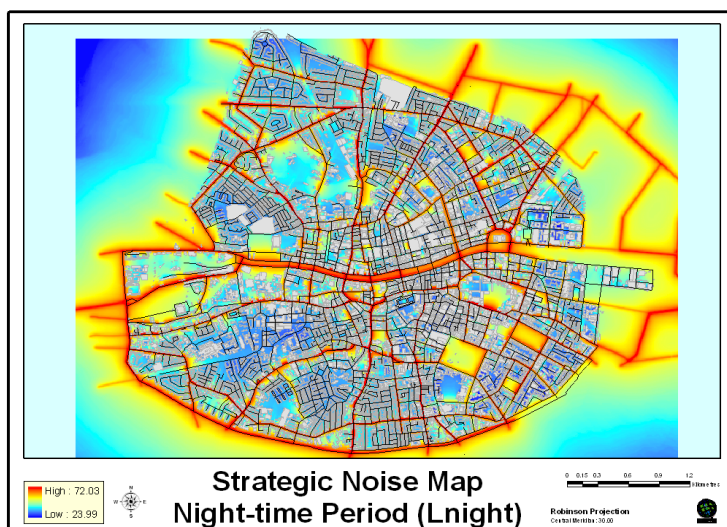 Strategic Noise Map
Night-time Period (Lnight)
High : 72.03
Low : 23.99
N
W
E
S
0 0.15 0.3 0.6 0.9 1.2
Kilometres
Robinson Projection
Central Meridian : 30.00